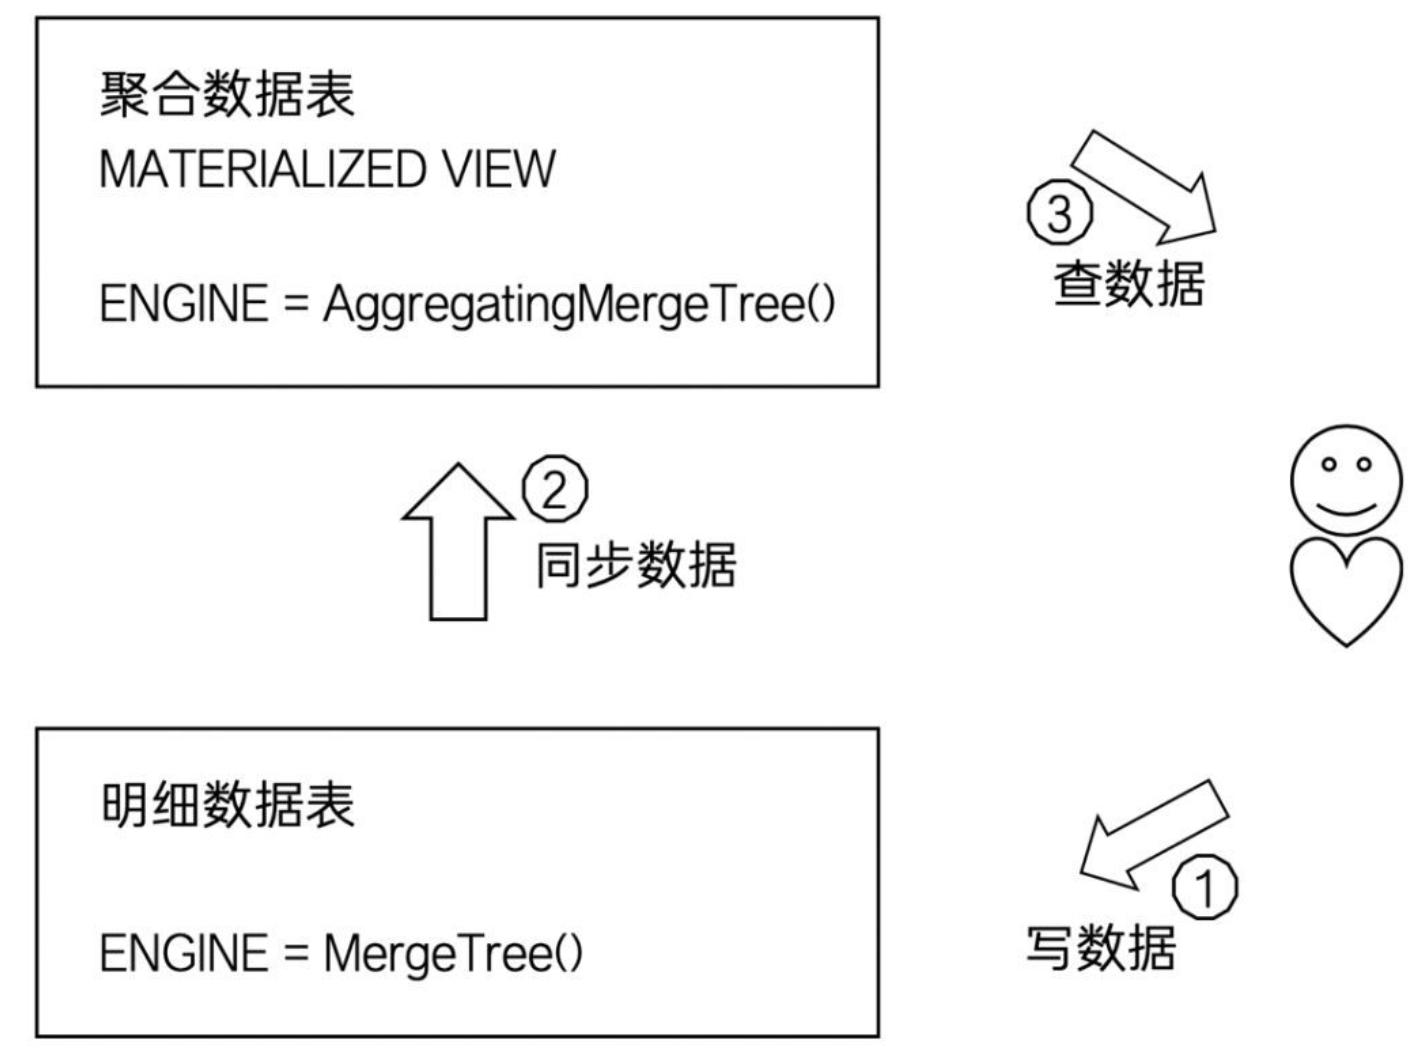 聚合数据表
MATERIALIZED VIEW
ENGINE = AggregatingMergeTree()
③
查数据
②
同步数据
明细数据表
ENGINE = MergeTree()
①
写数据